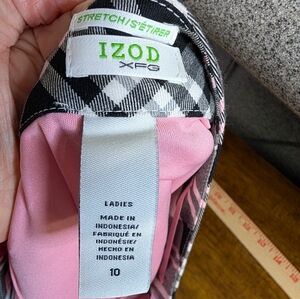 STRETCH/S'ÉTIRER
IZOD
XFG
LADIES
MADE IN
INDONESIA/
FABRIQUÉ EN
INDONÉSIE/
HECHO EN
INDONESIA
10